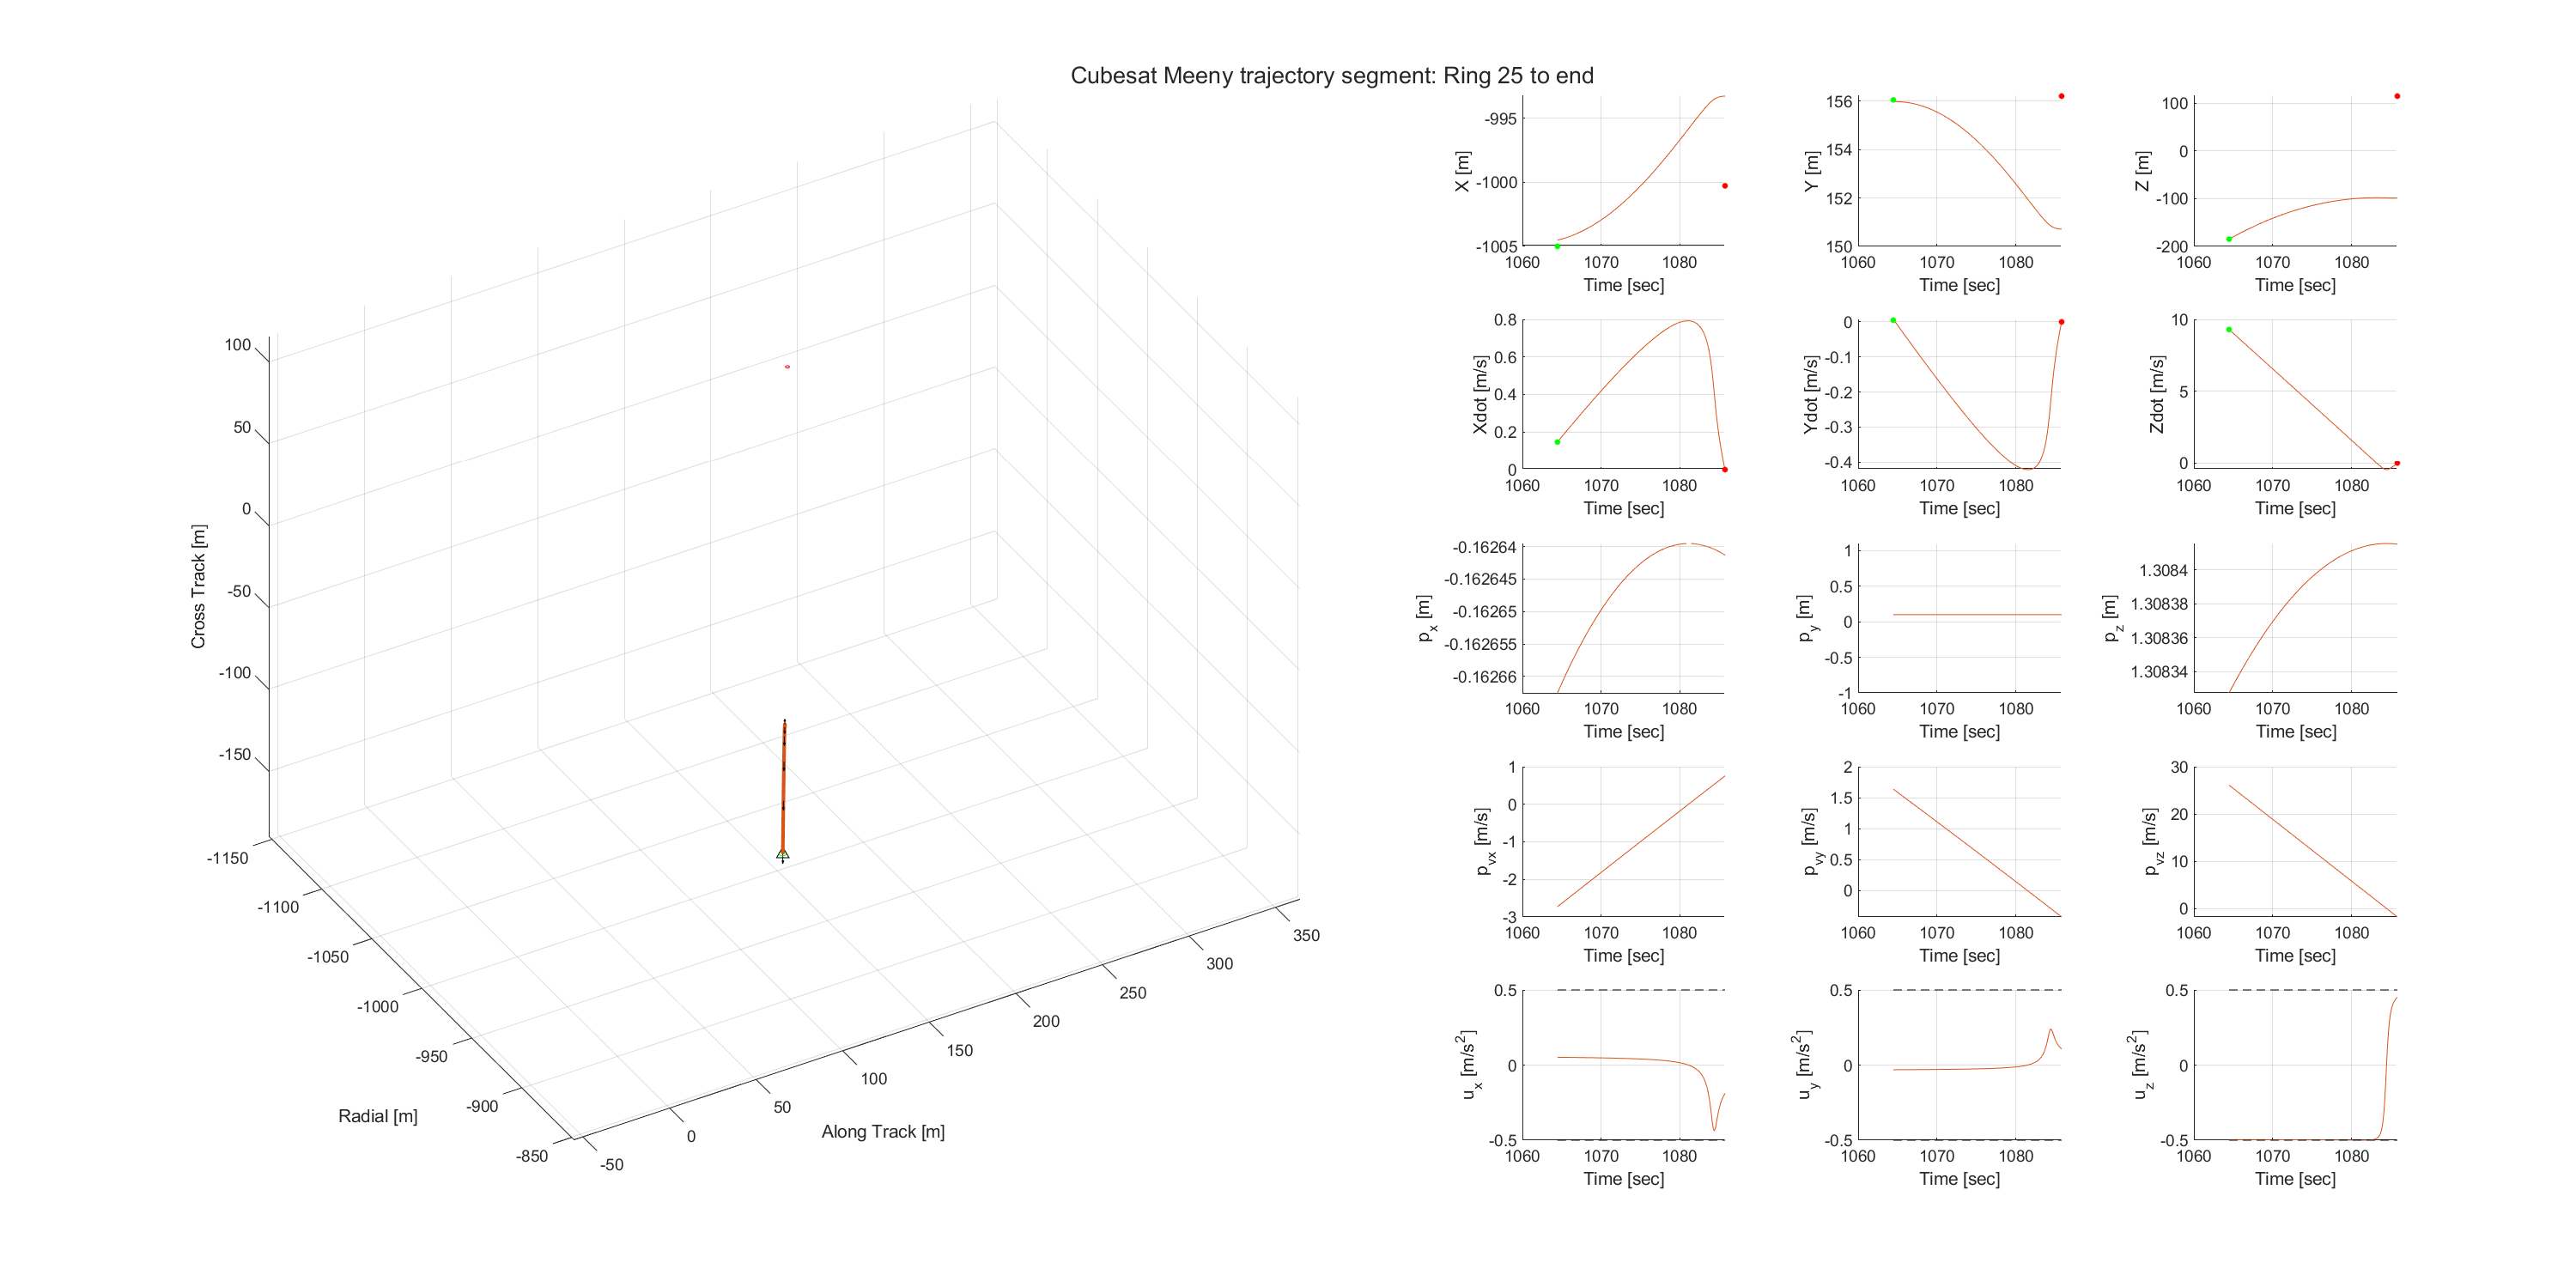 Cubesat Meeny trajectory segment: Ring 25 to end
100
50
0
-50
-100
-150
Cross Track [m]
-1150
-1100
-1050
-1000
-950
-900
-850
Radial [m]
-50
0
50
100
150
200
250
300
350
Along Track [m]
-995
-1000
-1005
X [m]
1060 1070 1080
Time [sec]
156
154
152
150
Y [m]
1060 1070 1080
Time [sec]
100
0
-100
-200
Z [m]
1060 1070 1080
Time [sec]
0.8
0.6
0.4
0.2
0
Xdot [m/s]
1060 1070 1080
Time [sec]
0
-0.1
-0.2
-0.3
-0.4
Ydot [m/s]
1060 1070 1080
Time [sec]
10
5
0
Zdot [m/s]
1060 1070 1080
Time [sec]
-0.16264
-0.162645
-0.16265
-0.162655
-0.16266
p_x [m]
1060 1070 1080
Time [sec]
1
0.5
0
-0.5
-1
p_y [m]
1060 1070 1080
Time [sec]
1.3084
1.30838
1.30836
1.30834
p_z [m]
1060 1070 1080
Time [sec]
1
0
-1
-2
-3
p_vx [m/s]
1060 1070 1080
Time [sec]
2
1.5
1
0.5
0
p_vy [m/s]
1060 1070 1080
Time [sec]
30
20
10
0
p_vz [m/s]
1060 1070 1080
Time [sec]
0.5
0
-0.5
u_x [m/s²]
1060 1070 1080
Time [sec]
0.5
0
-0.5
u_y [m/s²]
1060 1070 1080
Time [sec]
0.5
0
-0.5
u_z [m/s²]
1060 1070 1080
Time [sec]